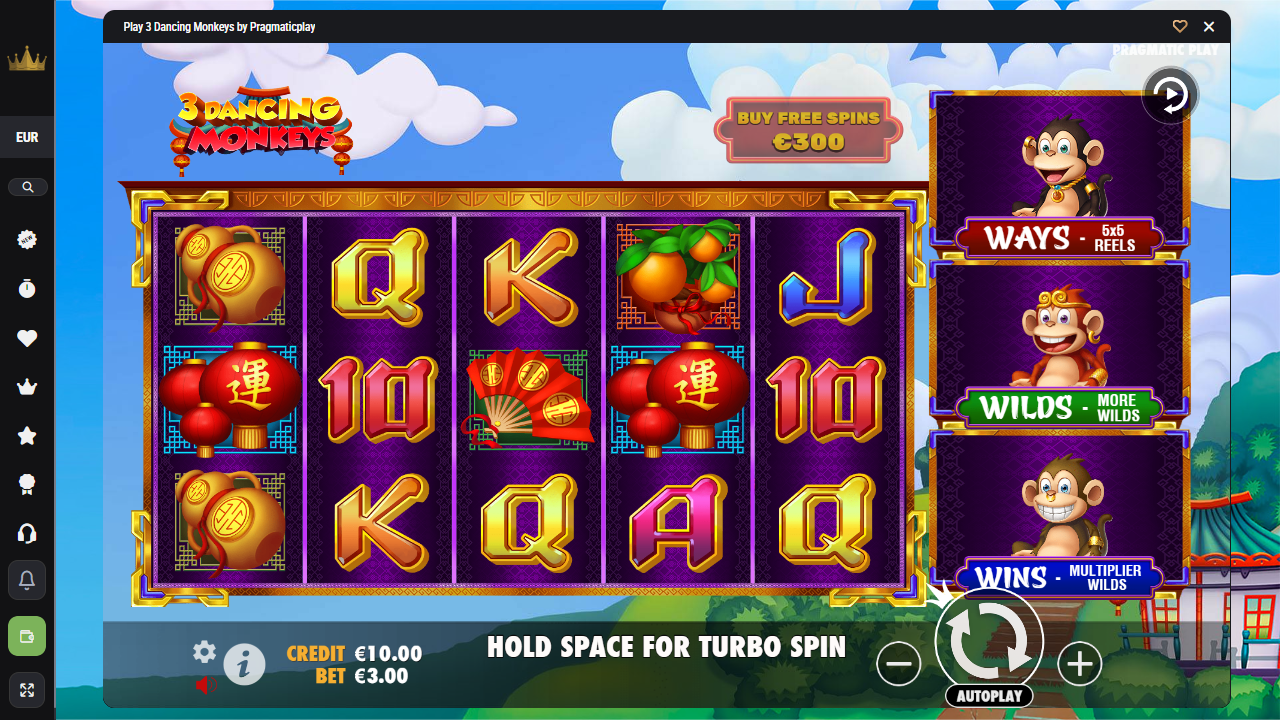 Play 3 Dancing Monkeys by Pragmaticplay
PRAGMATIC PLAY
EUR
NEW
3 DANCING
MONKEYS
BUY FREE SPINS
€300
WAYS - 5x5
REELS
Q
K
J
運
10
運
10
WILDS - MORE
WILDS
K
Q
A
Q
WINS - MULTIPLIER
WILDS
HOLD SPACE FOR TURBO SPIN
CREDIT €10.00
BET €3.00
AUTOPLAY